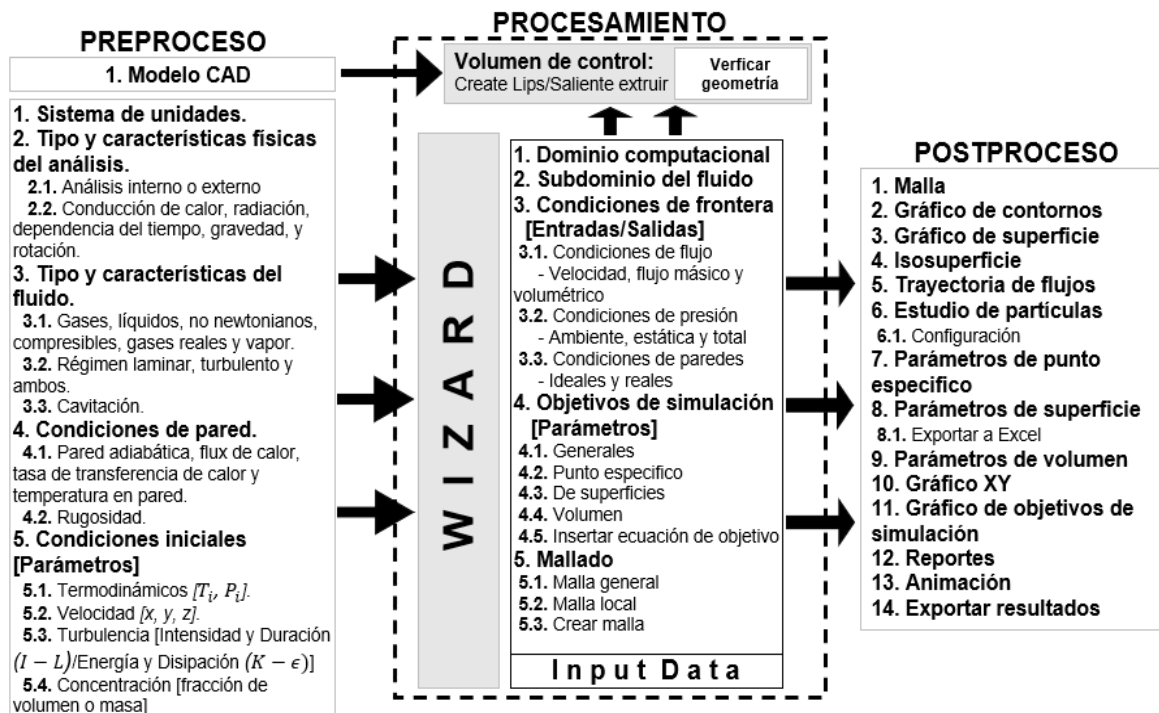 PREPROCESO
1. Modelo CAD
1. Sistema de unidades.
2. Tipo y características físicas
del análisis.
2.1. Análisis interno o externo
2.2. Conducción de calor, radiación,
dependencia del tiempo, gravedad, y
rotación.
3. Tipo y características del
fluido.
3.1. Gases, líquidos, no newtonianos,
compresibles, gases reales y vapor.
3.2. Régimen laminar, turbulento y
ambos.
3.3. Cavitación.
4. Condiciones de pared.
4.1. Pared adiabática, flux de calor,
tasa de transferencia de calor y
temperatura en pared.
4.2. Rugosidad.
5. Condiciones iniciales
[Parámetros]
5.1. Termodinámicos [T_i, P_i].
5.2. Velocidad [x, y, z].
5.3. Turbulencia [Intensidad y Duración
(I − L)/Energía y Disipación (K − ϵ)]
5.4. Concentración [fracción de
volumen o masa]
PROCESAMIENTO
Volumen de control:
Create Lips/Saliente extruir
Verficar
geometría
WIZARD
1. Dominio computacional
2. Subdominio del fluido
3. Condiciones de frontera
[Entradas/Salidas]
3.1. Condiciones de flujo
- Velocidad, flujo másico y
volumétrico
3.2. Condiciones de presión
- Ambiente, estática y total
3.3. Condiciones de paredes
- Ideales y reales
4. Objetivos de simulación
[Parámetros]
4.1. Generales
4.2. Punto especifico
4.3. De superficies
4.4. Volumen
4.5. Insertar ecuación de objetivo
5. Mallado
5.1. Malla general
5.2. Malla local
5.3. Crear malla
Input Data
POSTPROCESO
1. Malla
2. Gráfico de contornos
3. Gráfico de superficie
4. Isosuperficie
5. Trayectoria de flujos
6. Estudio de partículas
6.1. Configuración
7. Parámetros de punto
especifico
8. Parámetros de superficie
8.1. Exportar a Excel
9. Parámetros de volumen
10. Gráfico XY
11. Gráfico de objetivos de
simulación
12. Reportes
13. Animación
14. Exportar resultados